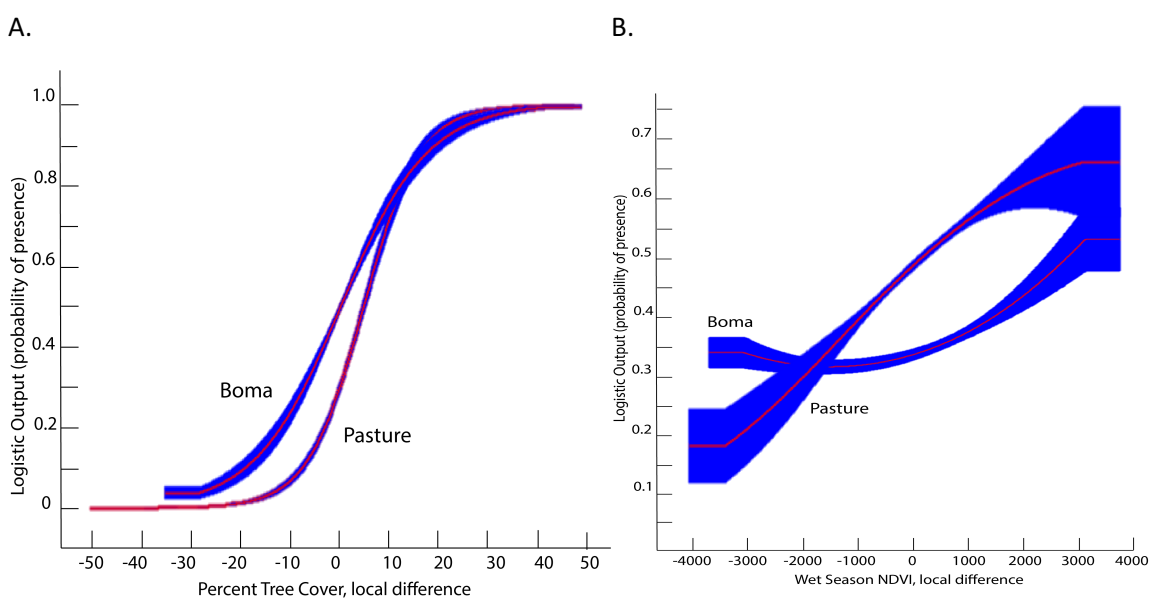 A.
B.
Logistic Output (probability of presence)
1.0
0.8
0.6
0.4
0.2
0
Boma
Pasture
-50 -40 -30 -20 -10 0 10 20 30 40 50
Percent Tree Cover, local difference
Logistic Output (probability of presence)
0.7
0.6
0.5
0.4
0.3
0.2
0.1
Boma
Pasture
-4000 -3000 -2000 -1000 0 1000 2000 3000 4000
Wet Season NDVI, local difference